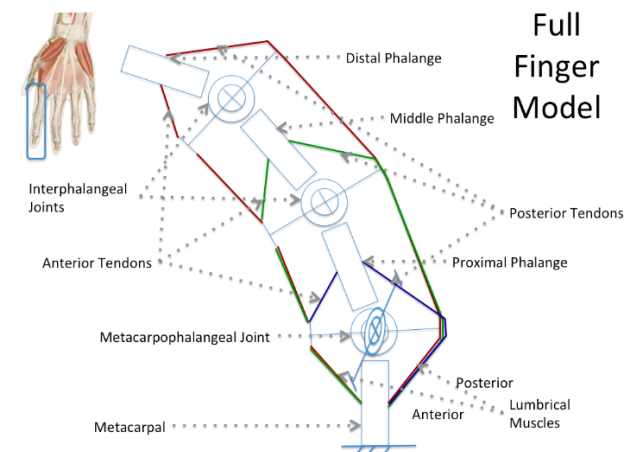 Full
Finger
Model
Distal Phalange
Middle Phalange
Interphalangeal
Joints
Posterior Tendons
Anterior Tendons
Proximal Phalange
Metacarpophalangeal Joint
Posterior
Anterior
Lumbrical
Muscles
Metacarpal